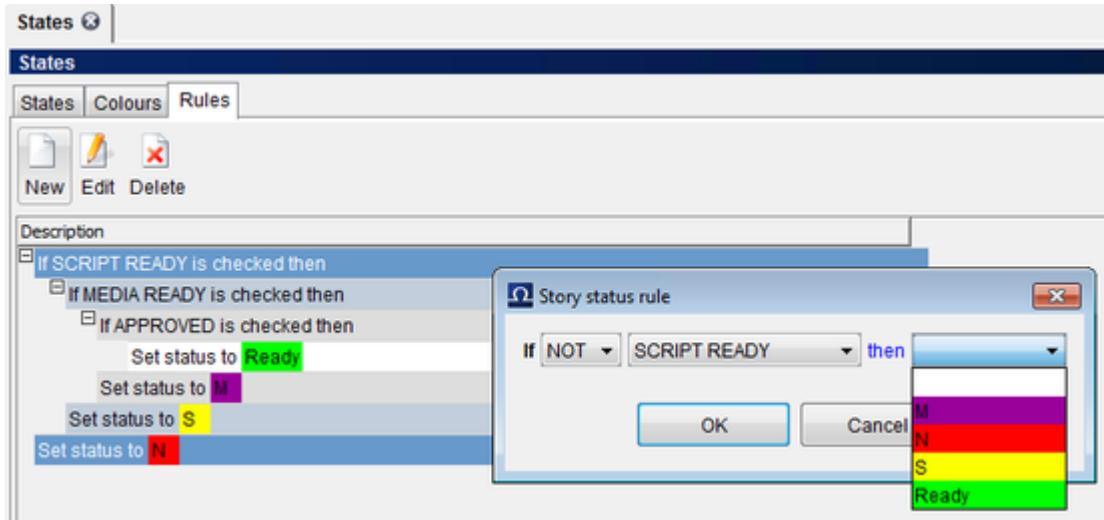 States
States
States Colours Rules
New Edit Delete
Description
If SCRIPT READY is checked then
If MEDIA READY is checked then
If APPROVED is checked then
Set status to Ready
Set status to M
Set status to S
Set status to N
Story status rule
If NOT SCRIPT READY then
OK Cancel
M
N
S
Ready